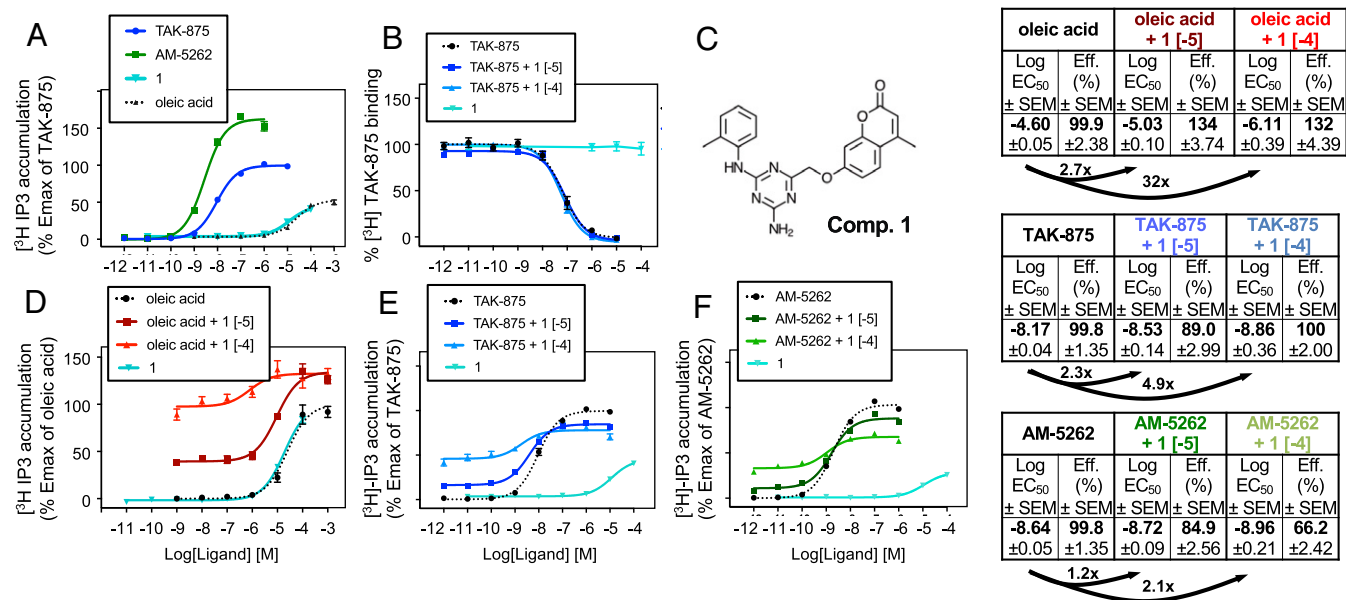 A
TAK-875
AM-5262
1
oleic acid
[³H IP3 accumulation
(% Emax of TAK-875)
150
100
50
0
-12 -11 -10 -9 -8 -7 -6 -5 -4 -3
B
TAK-875
TAK-875 + 1 [-5]
TAK-875 + 1 [-4]
1
% [³H] TAK-875 binding
150
100
50
0
-12 -11 -10 -9 -8 -7 -6 -5 -4
C
O
O
O
HN
N
N
N
NH₂
Comp. 1
D
oleic acid
oleic acid + 1 [-5]
oleic acid + 1 [-4]
1
[³H IP3 accumulation
(% Emax of oleic acid)
150
100
50
0
-12 -11 -10 -9 -8 -7 -6 -5 -4 -3
Log[Ligand] [M]
E
TAK-875
TAK-875 + 1 [-5]
TAK-875 + 1 [-4]
1
[³H]-IP3 accumulation
(% Emax of TAK-875)
150
100
50
0
-12 -11 -10 -9 -8 -7 -6 -5 -4
Log[Ligand] [M]
F
AM-5262
AM-5262 + 1 [-5]
AM-5262 + 1 [-4]
1
[³H]-IP3 accumulation
(% Emax of AM-5262)
150
100
50
0
-12 -11 -10 -9 -8 -7 -6 -5 -4
Log[Ligand] [M]
oleic acid oleic acid + 1 [-5] oleic acid + 1 [-4]
Log Eff. Log Eff. Log Eff.
EC₅₀ (%) EC₅₀ (%) EC₅₀ (%)
± SEM ± SEM ± SEM ± SEM ± SEM ± SEM
-4.60 99.9 -5.03 134 -6.11 132
±0.05 ±2.38 ±0.10 ±3.74 ±0.39 ±4.39
2.7x
32x
TAK-875 TAK-875 + 1 [-5] TAK-875 + 1 [-4]
Log Eff. Log Eff. Log Eff.
EC₅₀ (%) EC₅₀ (%) EC₅₀ (%)
± SEM ± SEM ± SEM ± SEM ± SEM ± SEM
-8.17 99.8 -8.53 89.0 -8.86 100
±0.04 ±1.35 ±0.14 ±2.99 ±0.36 ±2.00
2.3x
4.9x
AM-5262 AM-5262 + 1 [-5] AM-5262 + 1 [-4]
Log Eff. Log Eff. Log Eff.
EC₅₀ (%) EC₅₀ (%) EC₅₀ (%)
± SEM ± SEM ± SEM ± SEM ± SEM ± SEM
-8.64 99.8 -8.72 84.9 -8.96 66.2
±0.05 ±1.35 ±0.09 ±2.56 ±0.21 ±2.42
1.2x
2.1x